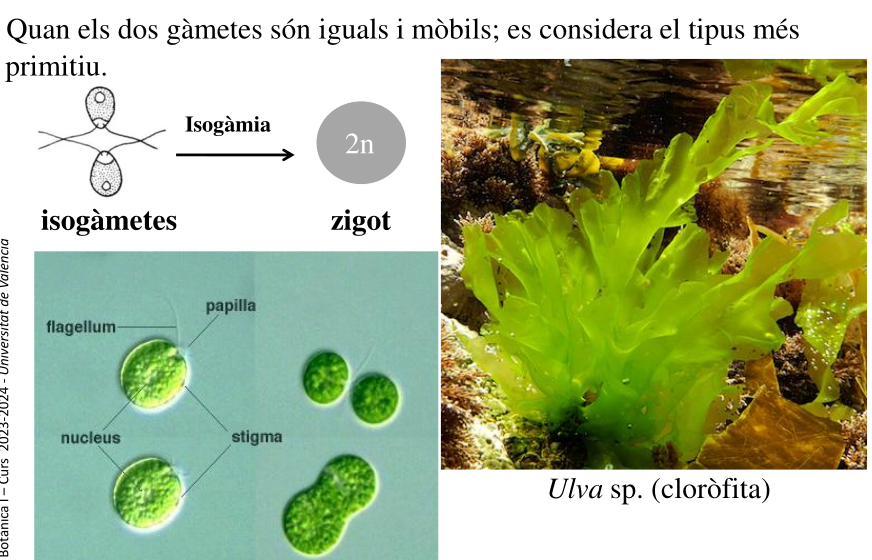 Quan els dos gàmetes són iguals i mòbils; es considera el tipus més
primitiu.
Isogàmia
2n
isogàmetes
zigot
papilla
flagellum
nucleus
stigma
Ulva sp. (cloròfita)
Botànica I – Curs 2023-2024 - Universitat de València